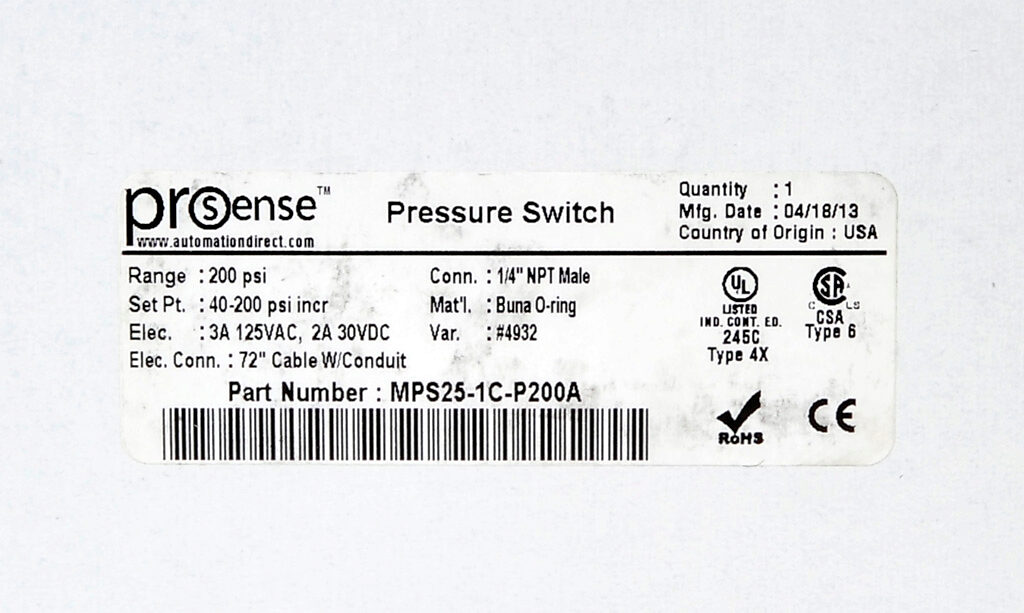 prosense™
www.automationdirect.com
Pressure Switch
Quantity : 1
Mfg. Date : 04/18/13
Country of Origin : USA
Range : 200 psi
Set Pt. : 40-200 psi incr
Elec. : 3A 125VAC, 2A 30VDC
Elec. Conn. : 72" Cable W/Conduit
Conn. : 1/4" NPT Male
Mat'l. : Buna O-ring
Var. : #4932
UL
LISTED
IND. CONT. EQ.
245C
Type 4X
SA
C LS
CSA
Type 6
Part Number : MPS25-1C-P200A
RoHS
CE